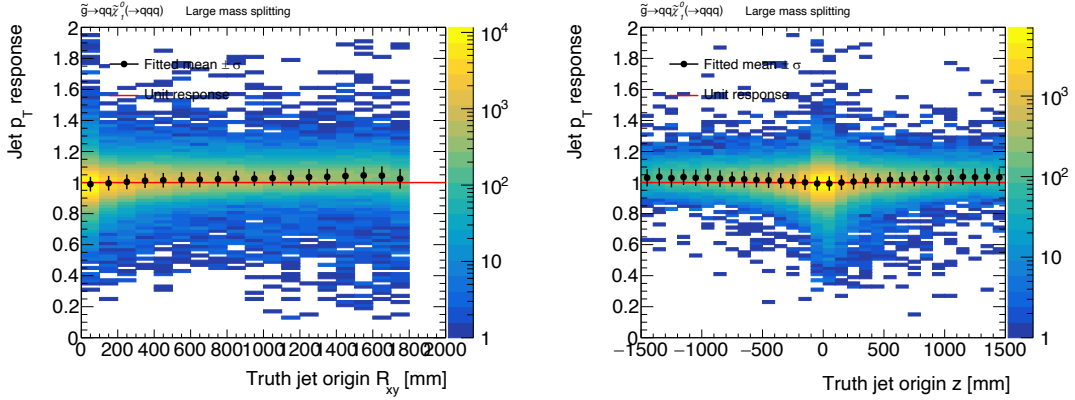 g̃→qqχ̃⁰₁(→qqq) Large mass splitting
Jet p_T response
2
1.8
1.6
1.4
1.2
1
0.8
0.6
0.4
0.2
0
Fitted mean ± σ
Unit response
0 200 400 600 800 1000 1200 1400 1600 1800 2000
Truth jet origin R_xy [mm]
10⁴
10³
10²
10
1
g̃→qqχ̃⁰₁(→qqq) Large mass splitting
Jet p_T response
2
1.8
1.6
1.4
1.2
1
0.8
0.6
0.4
0.2
0
Fitted mean ± σ
Unit response
−1500 −1000 −500 0 500 1000 1500
Truth jet origin z [mm]
10³
10²
10
1